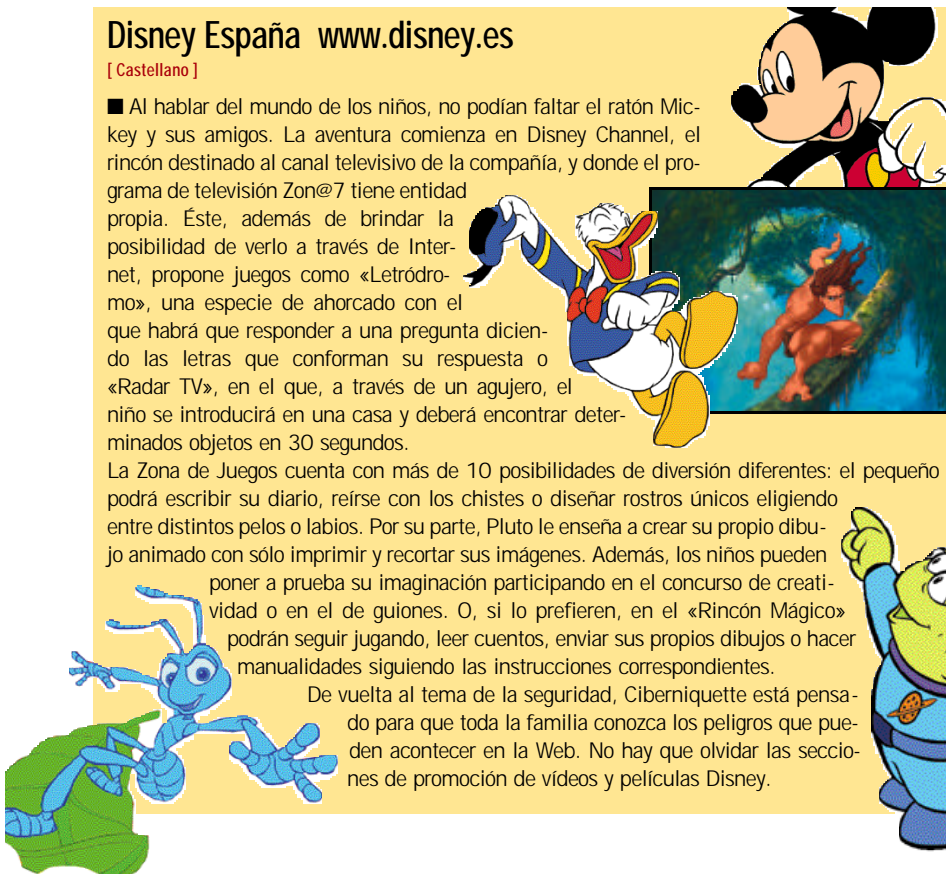 Disney España www.disney.es
[ Castellano ]
■ Al hablar del mundo de los niños, no podían faltar el ratón Mic-
key y sus amigos. La aventura comienza en Disney Channel, el
rincón destinado al canal televisivo de la compañía, y donde el pro-
grama de televisión Zon@7 tiene entidad
propia. Éste, además de brindar la
posibilidad de verlo a través de Inter-
net, propone juegos como «Letródro-
mo», una especie de ahorcado con el
que habrá que responder a una pregunta dicien-
do las letras que conforman su respuesta o
«Radar TV», en el que, a través de un agujero, el
niño se introducirá en una casa y deberá encontrar deter-
minados objetos en 30 segundos.
La Zona de Juegos cuenta con más de 10 posibilidades de diversión diferentes: el pequeño
podrá escribir su diario, reírse con los chistes o diseñar rostros únicos eligiendo
entre distintos pelos o labios. Por su parte, Pluto le enseña a crear su propio dibu-
jo animado con sólo imprimir y recortar sus imágenes. Además, los niños pueden
poner a prueba su imaginación participando en el concurso de creati-
vidad o en el de guiones. O, si lo prefieren, en el «Rincón Mágico»
podrán seguir jugando, leer cuentos, enviar sus propios dibujos o hacer
manualidades siguiendo las instrucciones correspondientes.
De vuelta al tema de la seguridad, Ciberniquette está pensa-
do para que toda la familia conozca los peligros que pue-
den acontecer en la Web. No hay que olvidar las seccio-
nes de promoción de vídeos y películas Disney.